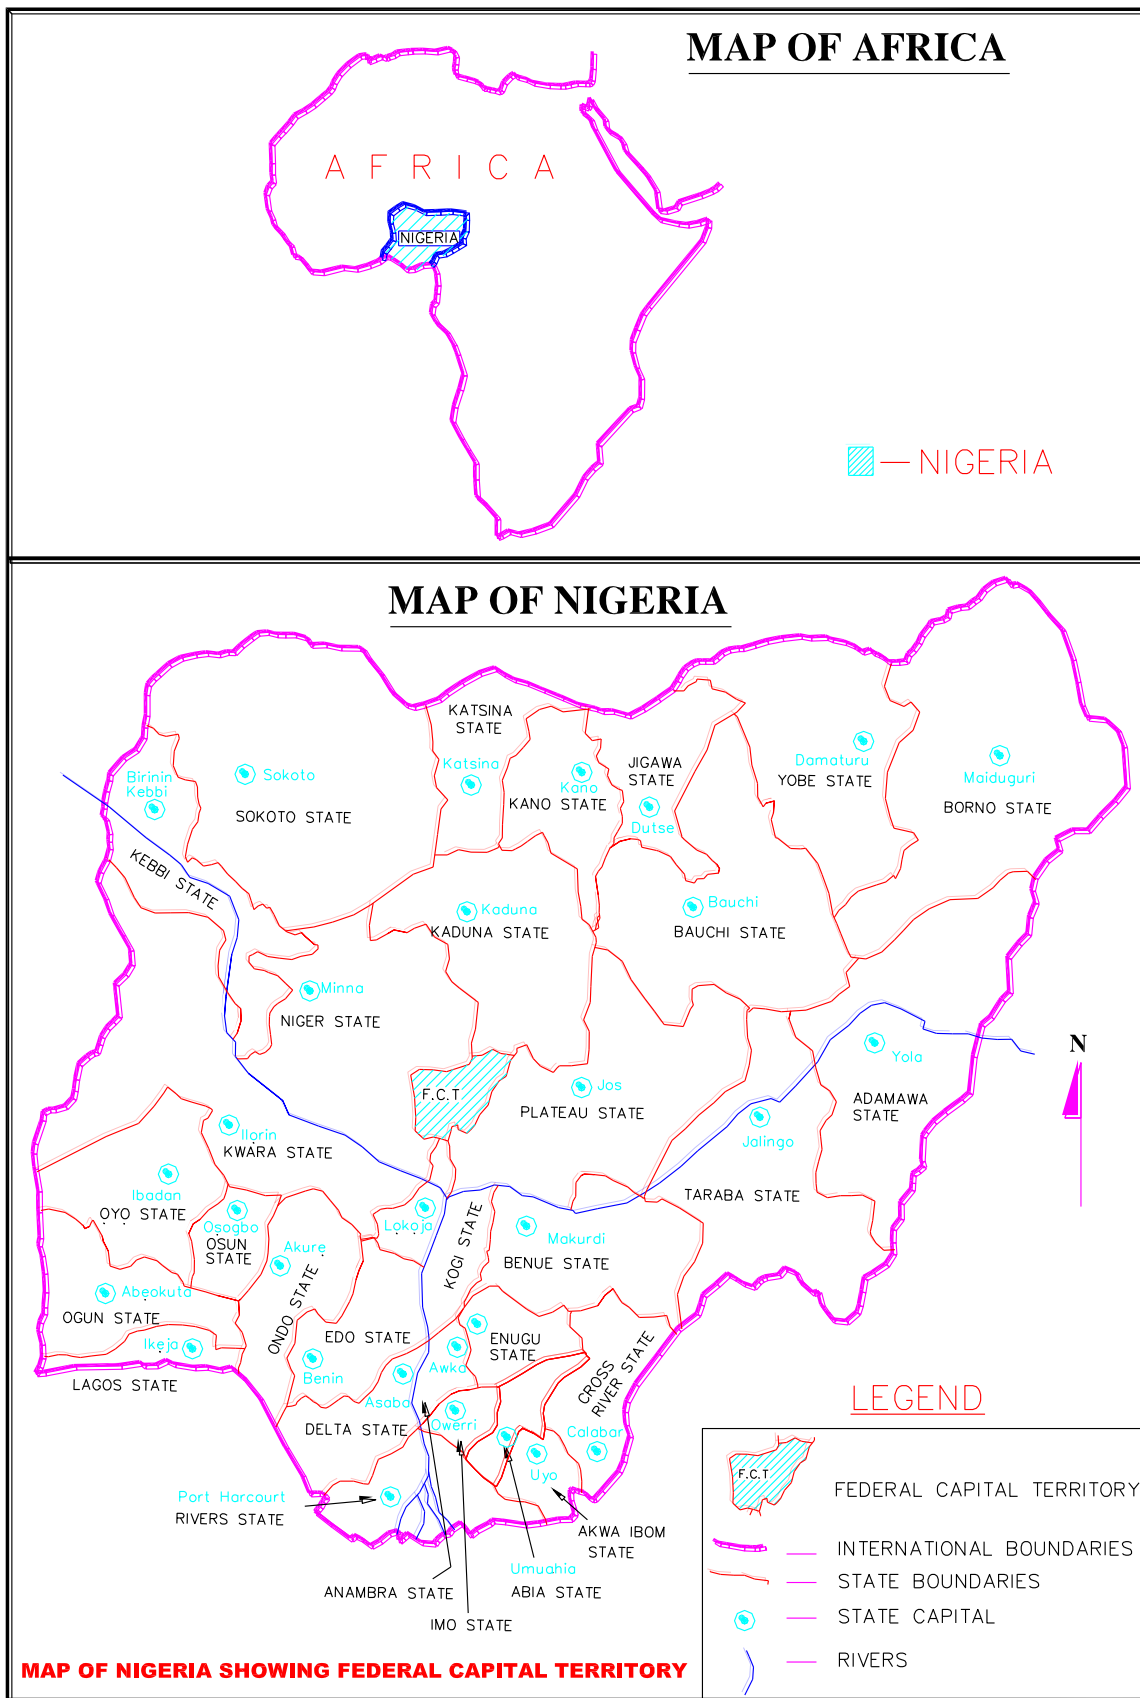 MAP OF AFRICA
AFRICA
NIGERIA
— NIGERIA
MAP OF NIGERIA
KATSINA
STATE
Katsina
Birinin
Kebbi
Sokoto
SOKOTO STATE
Kano
KANO STATE
JIGAWA
STATE
Dutse
Damaturu
YOBE STATE
Maiduguri
BORNO STATE
KEBBI STATE
Kaduna
KADUNA STATE
Bauchi
BAUCHI STATE
Minna
NIGER STATE
N
Yola
F.C.T
Jos
PLATEAU STATE
ADAMAWA
STATE
Jalingo
Ilorin
KWARA STATE
Ibadan
OYO STATE
TARABA STATE
Osogbo
OSUN
STATE
Lokoja
KOGI STATE
Makurdi
BENUE STATE
Akure
ONDO STATE
Abeokuta
OGUN STATE
EDO STATE
ENUGU
STATE
Ikeja
LAGOS STATE
Benin
Awka
CROSS
RIVER STATE
Asaba
DELTA STATE
Owerri
Calabar
Uyo
Port Harcourt
RIVERS STATE
AKWA IBOM
STATE
Umuahia
ABIA STATE
ANAMBRA STATE
IMO STATE
LEGEND
F.C.T
FEDERAL CAPITAL TERRITORY
INTERNATIONAL BOUNDARIES
STATE BOUNDARIES
STATE CAPITAL
RIVERS
MAP OF NIGERIA SHOWING FEDERAL CAPITAL TERRITORY